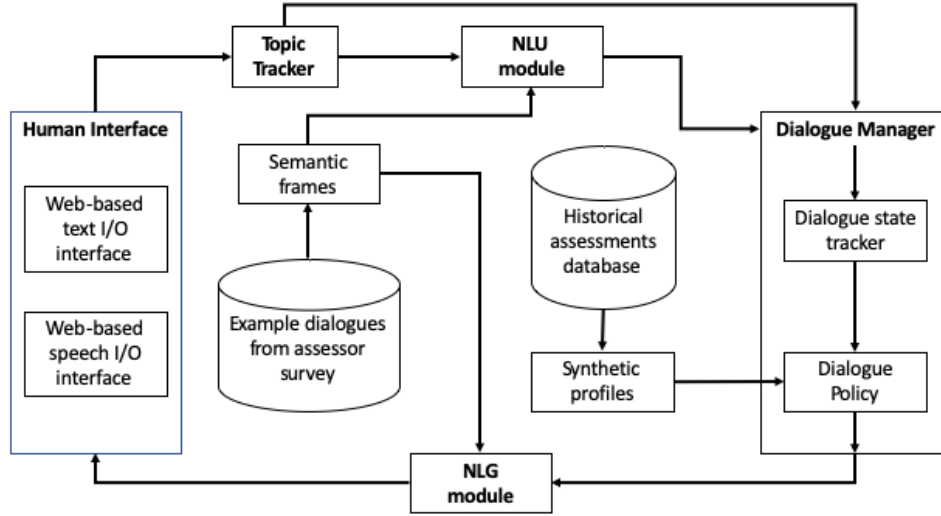 Topic
Tracker
NLU
module
Human Interface
Dialogue Manager
Semantic
frames
Historical
assessments
database
Web-based
text I/O
interface
Dialogue state
tracker
Example dialogues
from assessor
survey
Web-based
speech I/O
interface
Synthetic
profiles
Dialogue
Policy
NLG
module